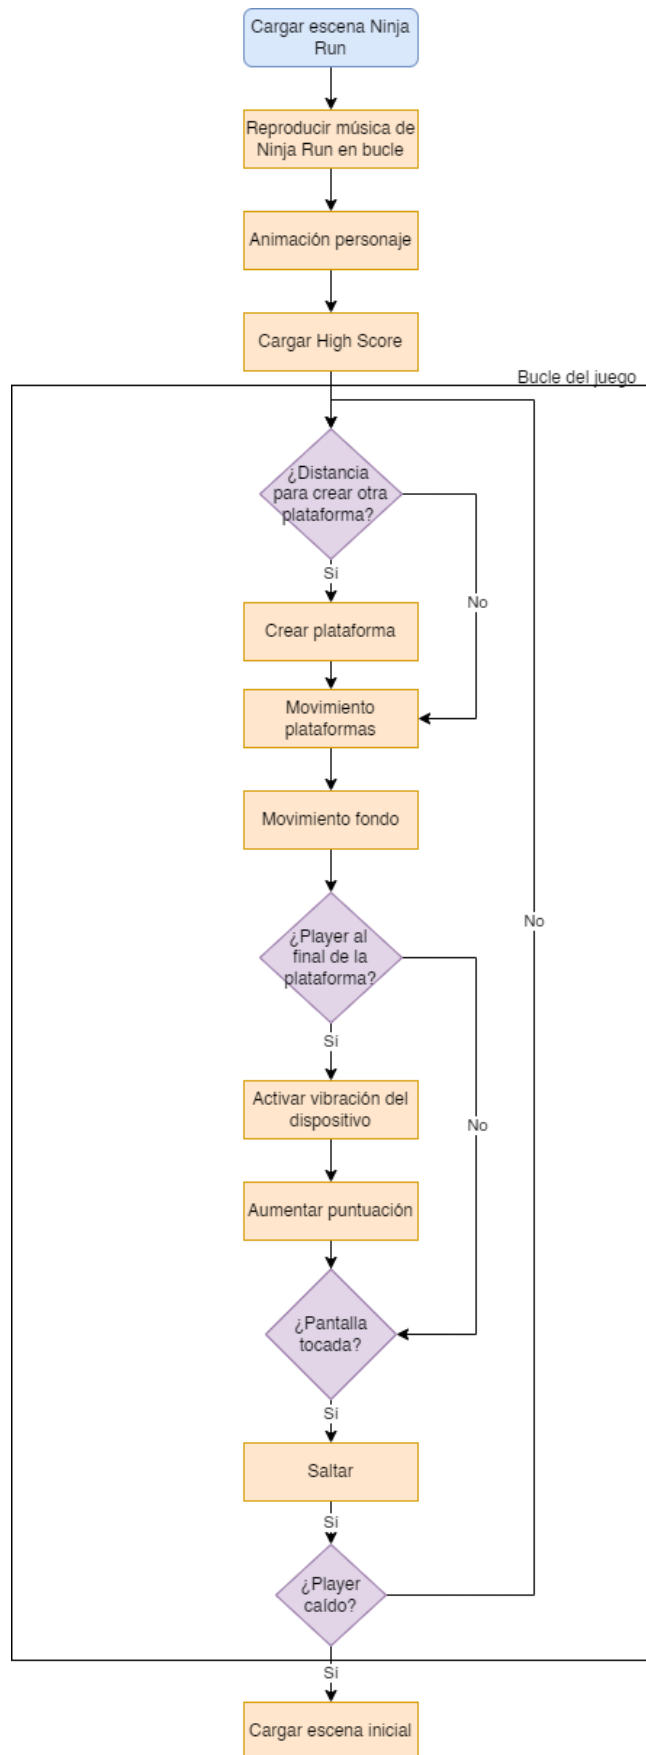 Cargar escena Ninja
Run
Reproducir música de
Ninja Run en bucle
Animación personaje
Cargar High Score
Bucle del juego
¿Distancia
para crear otra
plataforma?
Sí
No
Crear plataforma
Movimiento
plataformas
Movimiento fondo
¿Player al
final de la
plataforma?
No
Sí
Activar vibración del
dispositivo
No
Aumentar puntuación
¿Pantalla
tocada?
Sí
Saltar
Sí
¿Player
caído?
Sí
Cargar escena inicial